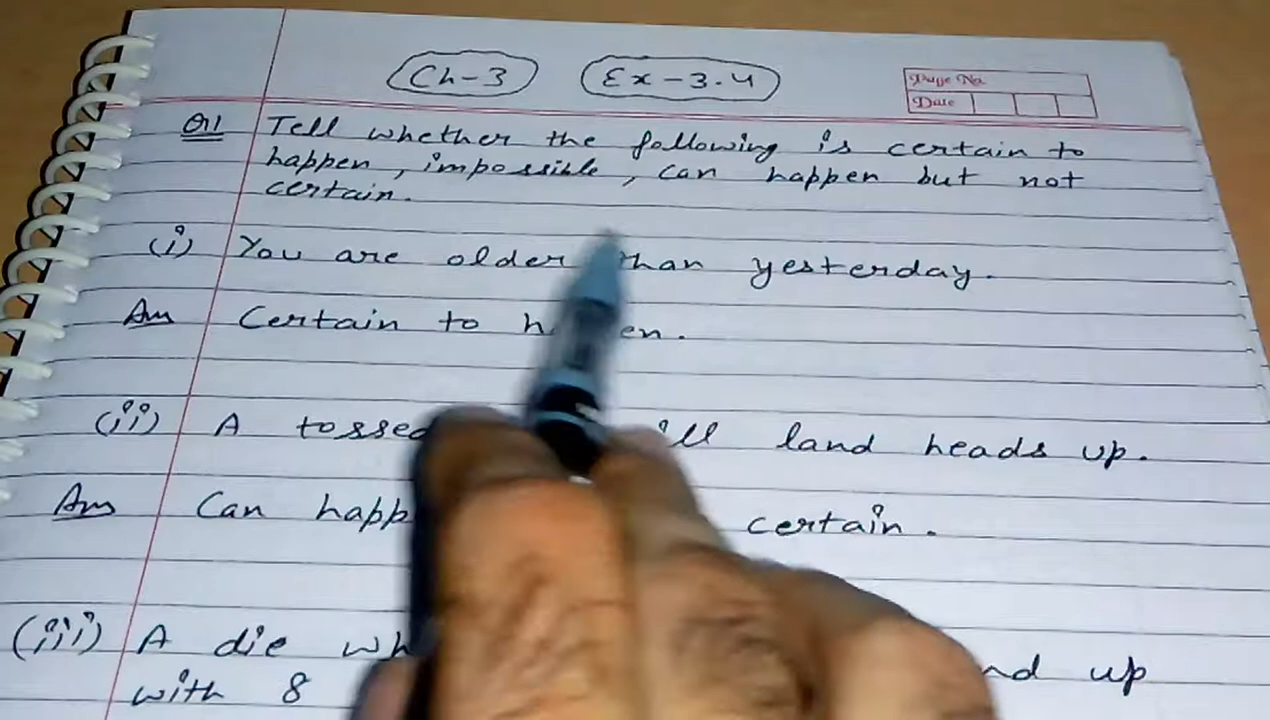 Ch-3 Ex-3.4
Page No.
Date
Q1 Tell whether the following is certain to
happen, impossible, can happen but not
certain.
(i) You are older than yesterday.
Ans Certain to
(ii) A tossed will land heads up.
Ans Can certain.
(iii) A die up
with 8